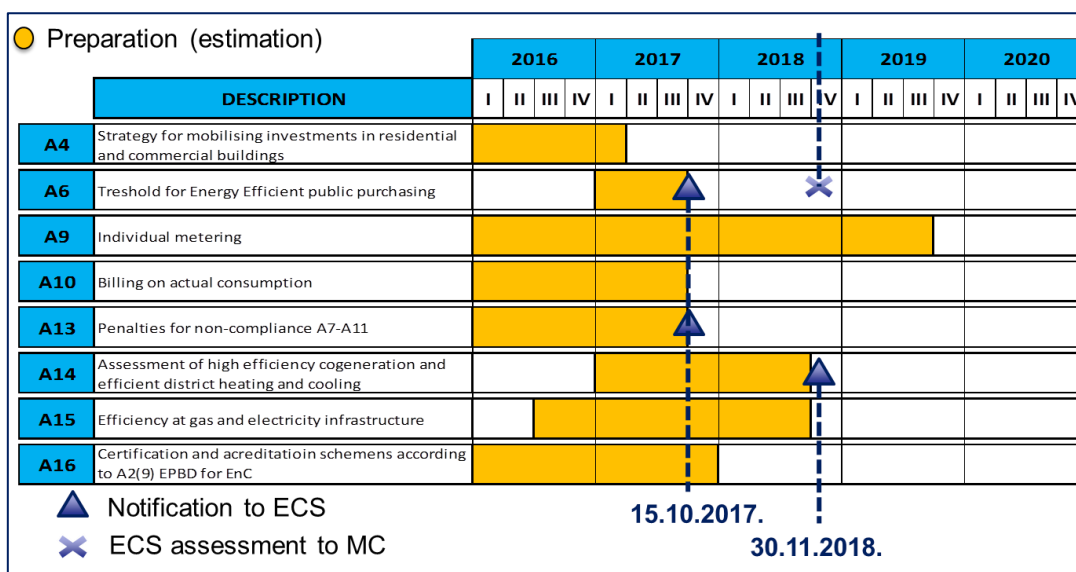 Preparation (estimation)
2016 2017 2018 2019 2020
DESCRIPTION I II III IV I II III IV I II III IV I II III IV I II III IV
A4 Strategy for mobilising investments in residential
and commercial buildings
A6 Treshold for Energy Efficient public purchasing
A9 Individual metering
A10 Billing on actual consumption
A13 Penalties for non-compliance A7-A11
A14 Assessment of high efficiency cogeneration and
efficient district heating and cooling
A15 Efficiency at gas and electricity infrastructure
A16 Certification and acreditatioin schemens according
to A2(9) EPBD for EnC
Notification to ECS
ECS assessment to MC
15.10.2017.
30.11.2018.